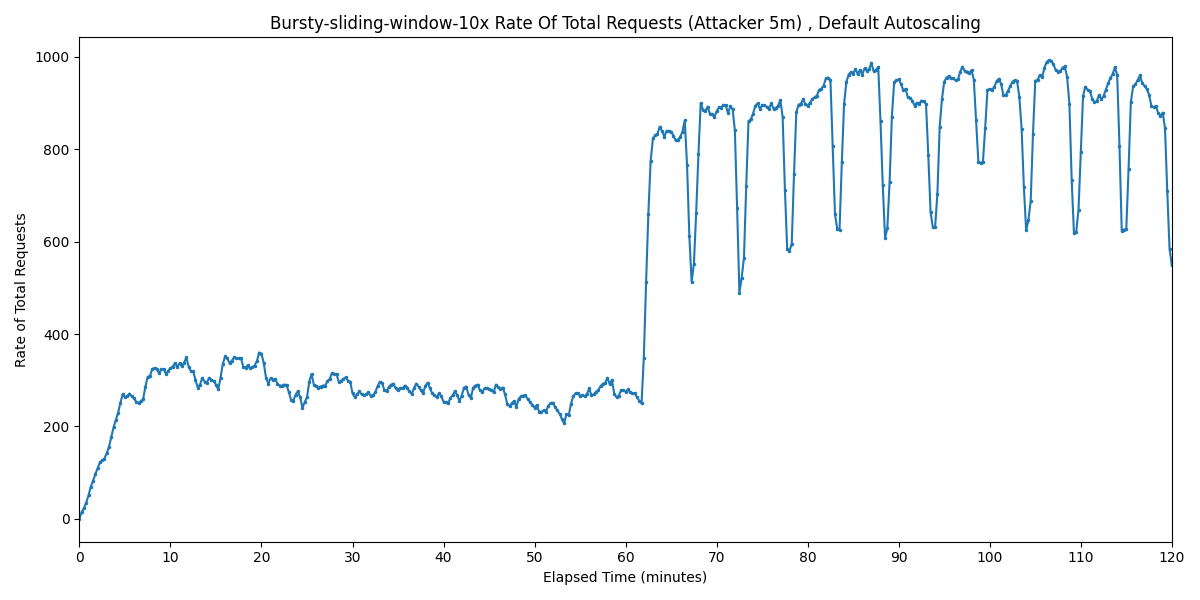 Bursty-sliding-window-10x Rate Of Total Requests (Attacker 5m) , Default Autoscaling
1000
800
600
400
200
0
Rate of Total Requests
0 10 20 30 40 50 60 70 80 90 100 110 120
Elapsed Time (minutes)